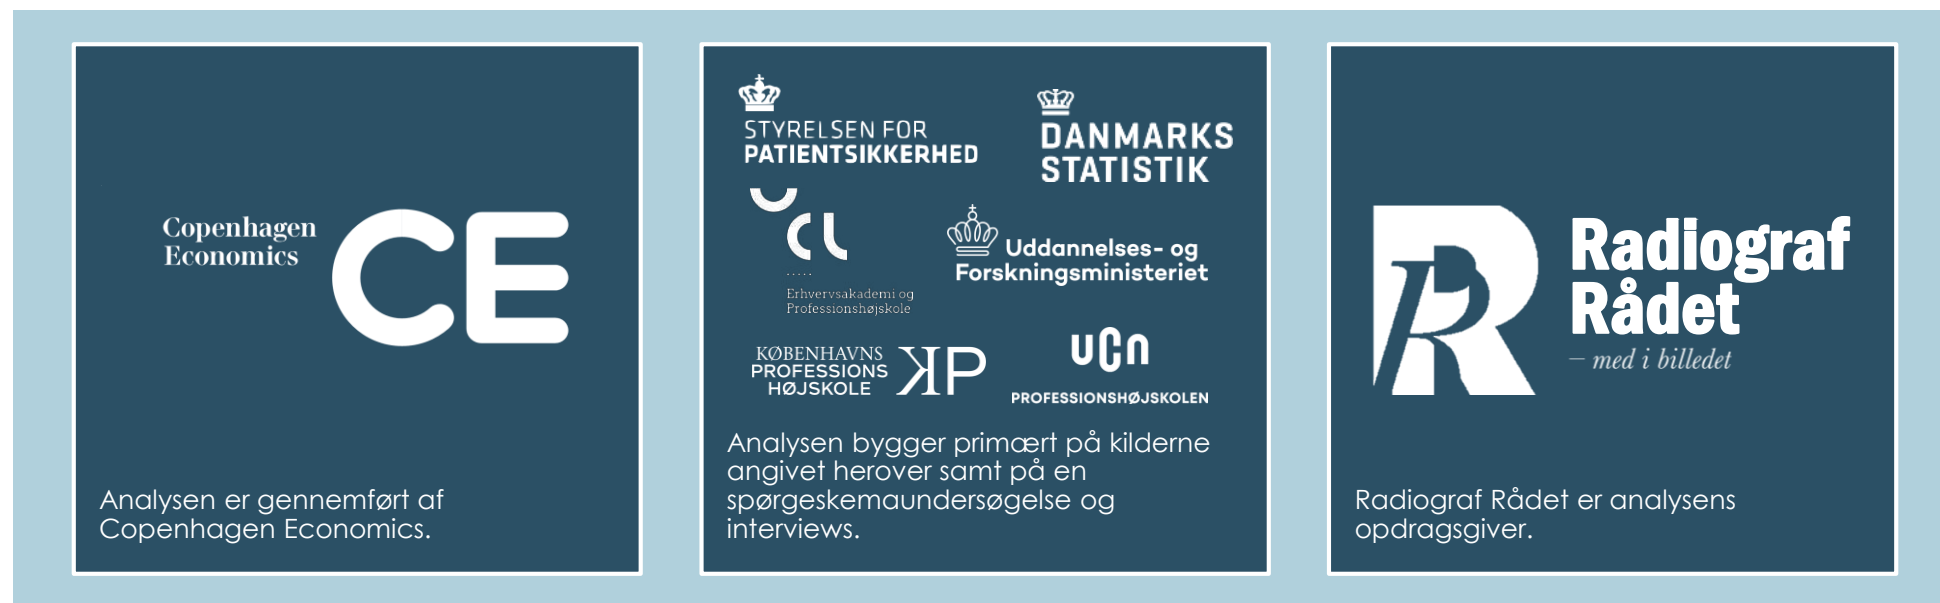 Copenhagen
Economics
CE
Analysen er gennemført af
Copenhagen Economics.
STYRELSEN FOR
PATIENTSIKKERHED
DANMARKS
STATISTIK
UCL
Erhvervsakademi og
Professionshøjskole
Uddannelses- og
Forskningsministeriet
KØBENHAVNS
PROFESSIONS
HØJSKOLE
KP
UCN
PROFESSIONSHØJSKOLEN
Analysen bygger primært på kilderne
angivet herover samt på en
spørgeskemaundersøgelse og
interviews.
R
Radiograf
Rådet
– med i billedet
Radiograf Rådet er analysens
opdragsgiver.